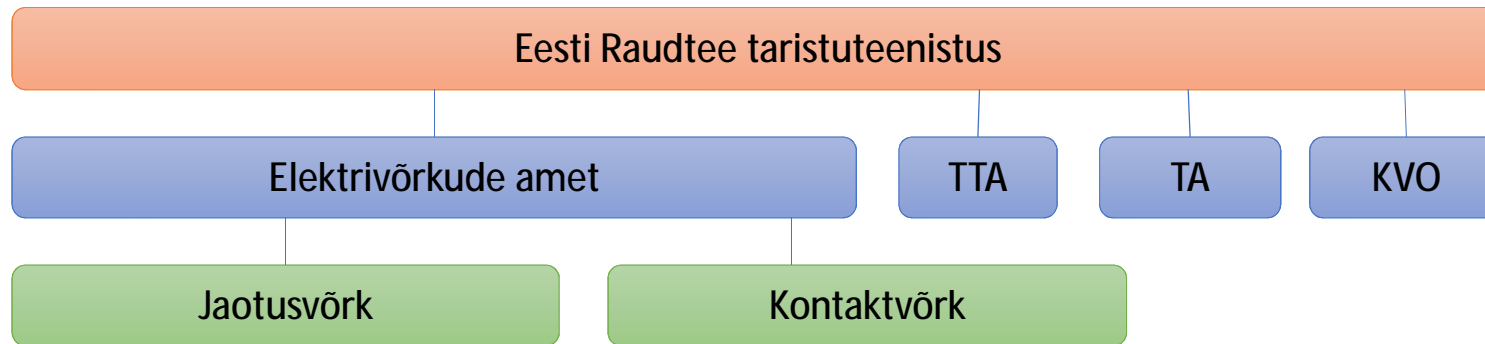 Eesti Raudtee taristuteenistus
Elektrivõrkude amet
TTA
TA
KVO
Jaotusvõrk
Kontaktvõrk